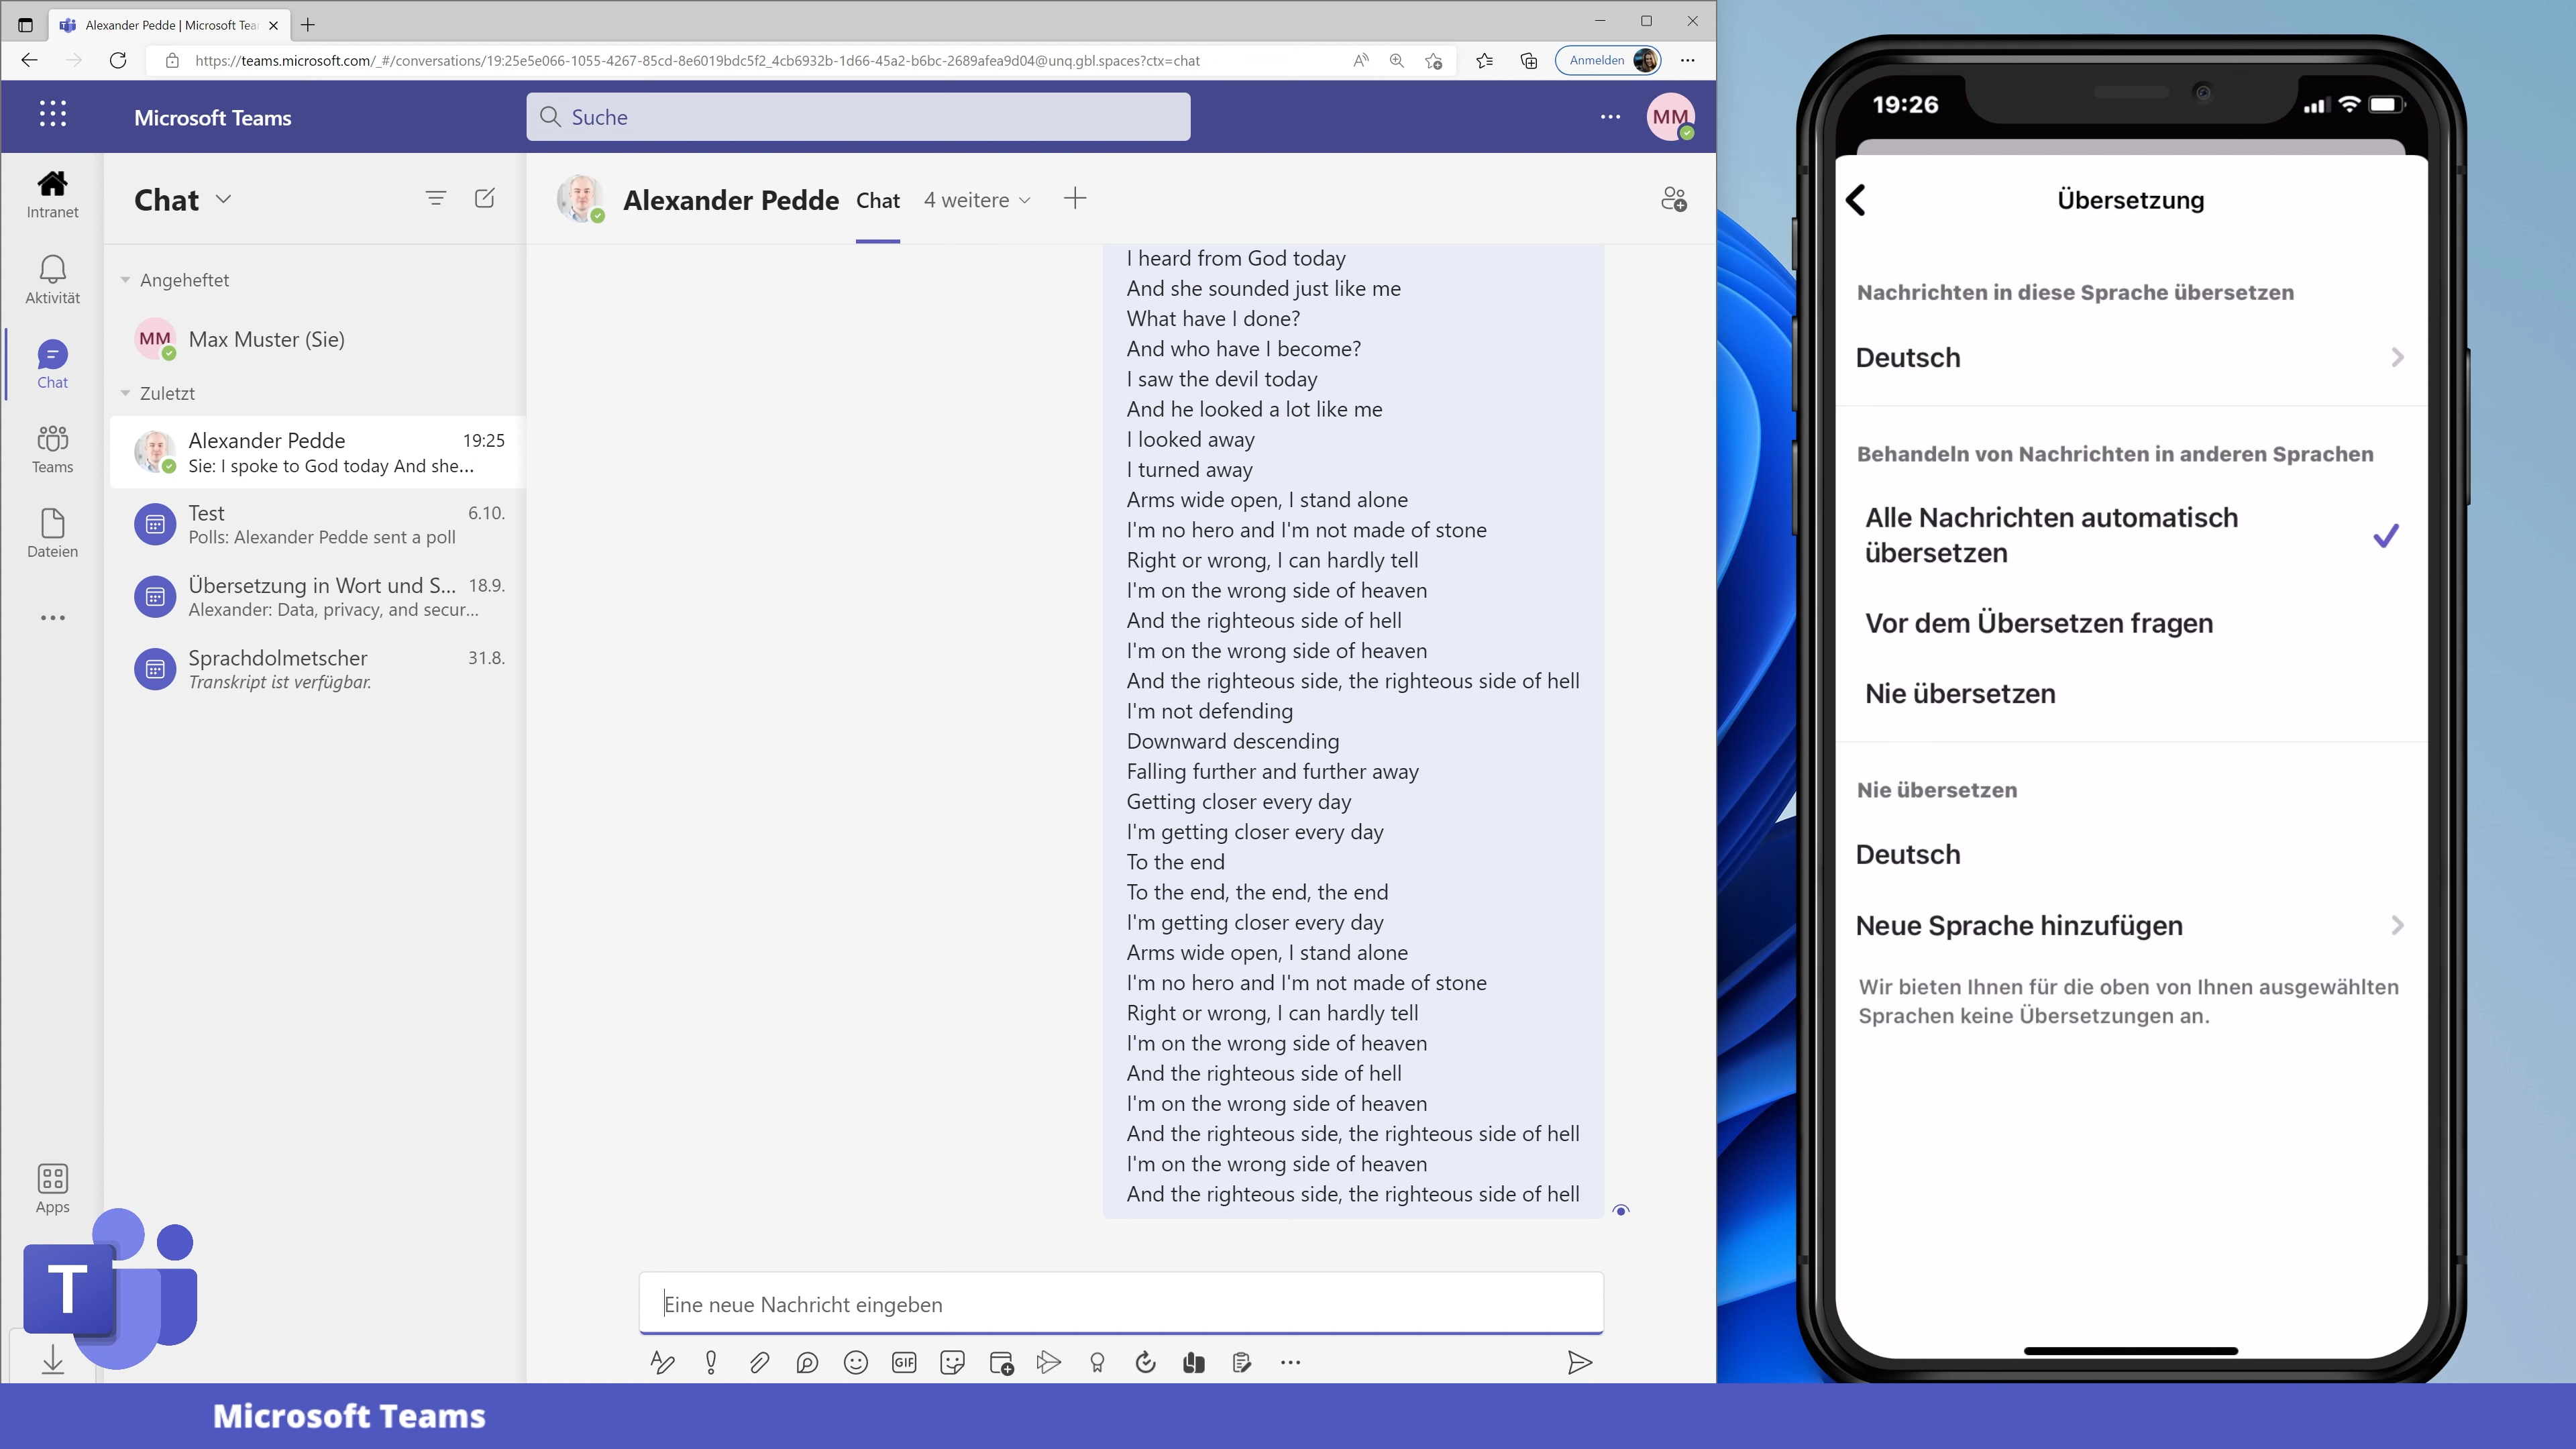 Alexander Pedde | Microsoft Tea
https://teams.microsoft.com/_#/conversations/19:25e5e066-1055-4267-85cd-8e6019bdc5f2_4cb6932b-1d66-45a2-b6bc-2689afea9d04@unq.gbl.spaces?ctx=chat
Anmelden
Microsoft Teams
Suche
MM
Intranet
Aktivität
Chat
Teams
Dateien
Apps
Chat
Angeheftet
MM
Max Muster (Sie)
Zuletzt
Alexander Pedde 19:25
Sie: I spoke to God today And she...
Test 6.10.
Polls: Alexander Pedde sent a poll
Übersetzung in Wort und S... 18.9.
Alexander: Data, privacy, and secur...
Sprachdolmetscher 31.8.
Transkript ist verfügbar.
Alexander Pedde Chat 4 weitere
I heard from God today
And she sounded just like me
What have I done?
And who have I become?
I saw the devil today
And he looked a lot like me
I looked away
I turned away
Arms wide open, I stand alone
I'm no hero and I'm not made of stone
Right or wrong, I can hardly tell
I'm on the wrong side of heaven
And the righteous side of hell
I'm on the wrong side of heaven
And the righteous side, the righteous side of hell
I'm not defending
Downward descending
Falling further and further away
Getting closer every day
I'm getting closer every day
To the end
To the end, the end, the end
I'm getting closer every day
Arms wide open, I stand alone
I'm no hero and I'm not made of stone
Right or wrong, I can hardly tell
I'm on the wrong side of heaven
And the righteous side of hell
I'm on the wrong side of heaven
And the righteous side, the righteous side of hell
I'm on the wrong side of heaven
And the righteous side, the righteous side of hell
Eine neue Nachricht eingeben
GIF
T
Microsoft Teams
19:26
Übersetzung
Nachrichten in diese Sprache übersetzen
Deutsch
Behandeln von Nachrichten in anderen Sprachen
Alle Nachrichten automatisch
übersetzen
Vor dem Übersetzen fragen
Nie übersetzen
Nie übersetzen
Deutsch
Neue Sprache hinzufügen
Wir bieten Ihnen für die oben von Ihnen ausgewählten
Sprachen keine Übersetzungen an.